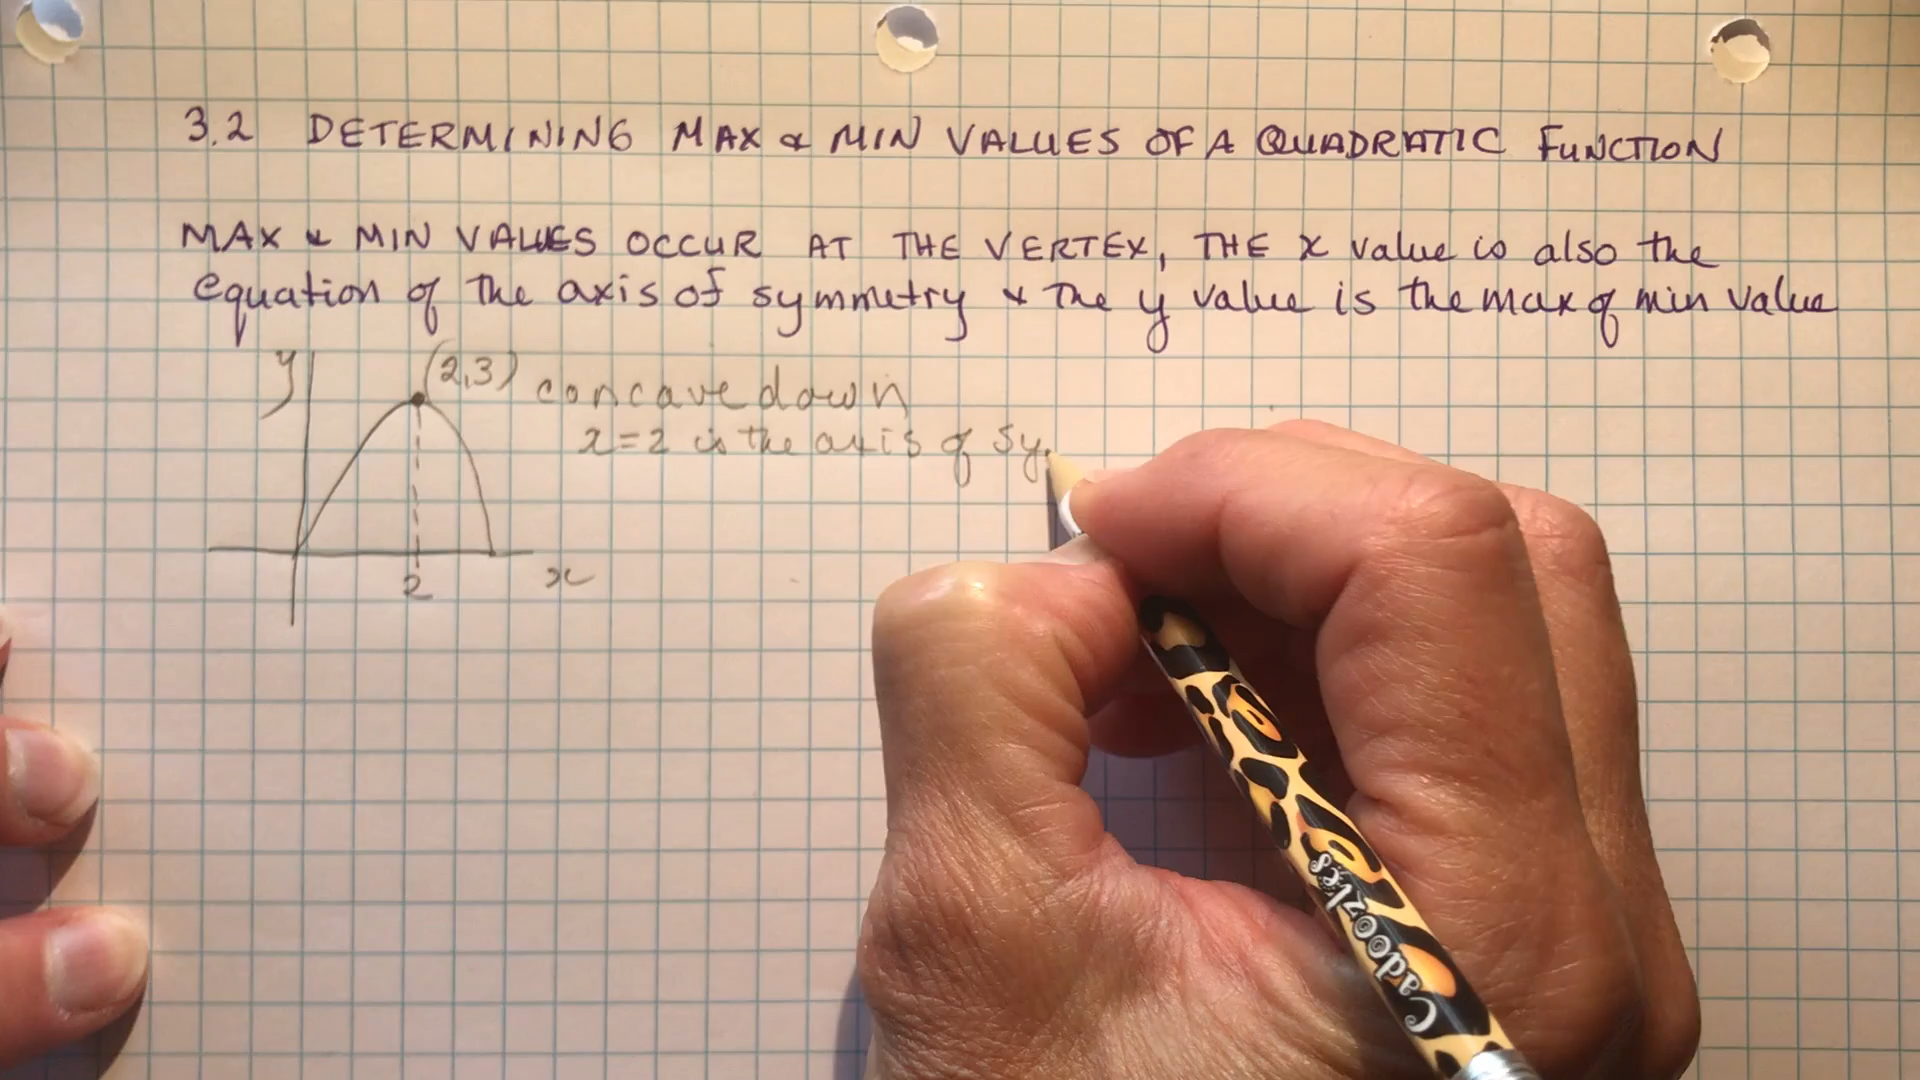 3.2 DETERMINING MAX & MIN VALUES OF A QUADRATIC FUNCTION
MAX & MIN VALUES OCCUR AT THE VERTEX, THE x value is also the
equation of the axis of symmetry & the y value is the max of min value
y
(2,3) concave down
x=2 is the axis of sy
2
x
Cadoozles